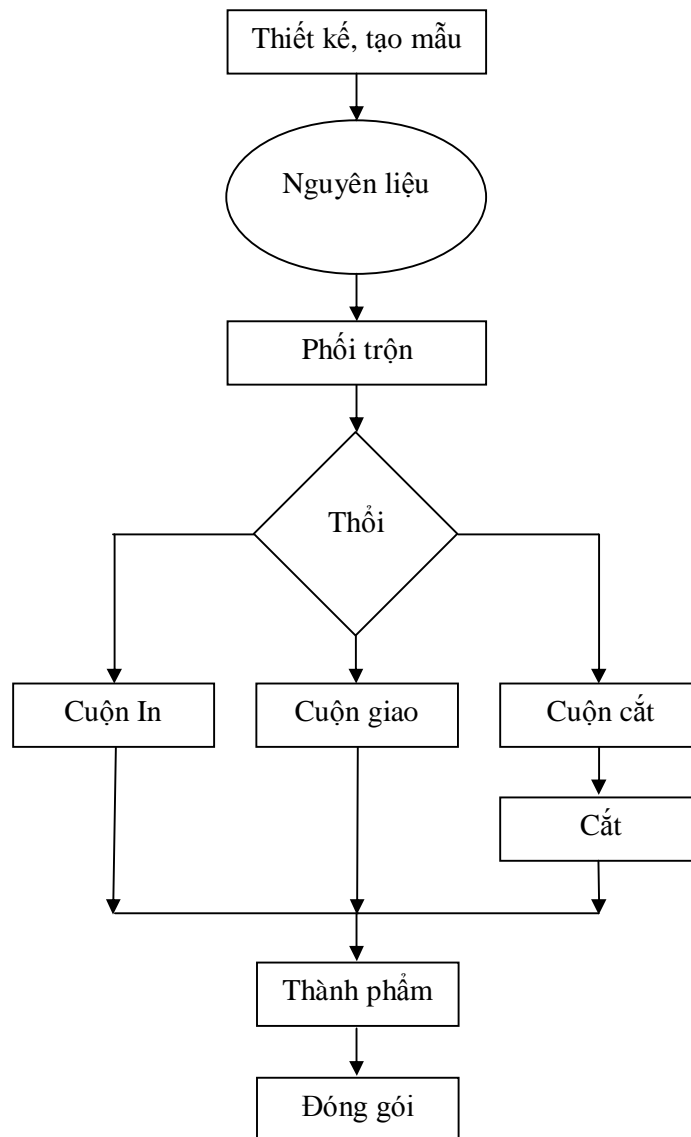 Thiết kế, tạo mẫu
Nguyên liệu
Phối trộn
Thổi
Cuộn In
Cuộn giao
Cuộn cắt
Cắt
Thành phẩm
Đóng gói